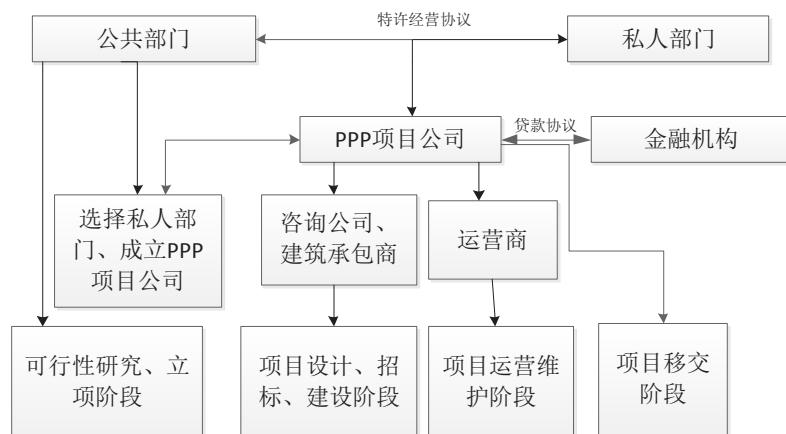 特许经营协议
公共部门
私人部门
贷款协议
PPP项目公司
金融机构
选择私人部
门、成立PPP
项目公司
咨询公司、
建筑承包商
运营商
可行性研究、立
项阶段
项目设计、招
标、建设阶段
项目运营维
护阶段
项目移交
阶段